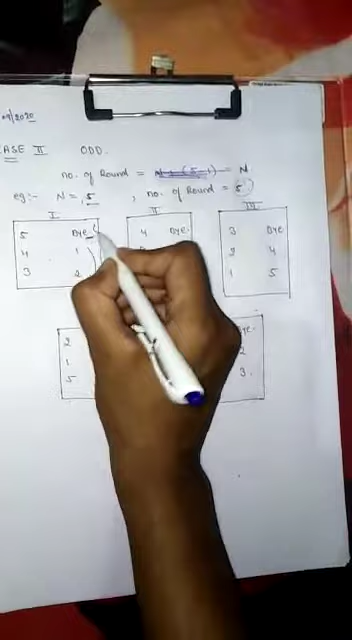 09/2020
CASE II ODD.
no. of Round = N
eg:- N = 5, no. of Round = 5
I II III
5 Bye 4 Bye 3 Bye
4 1 2 4
3 2 1 5
2 Bye
1 2
5 3